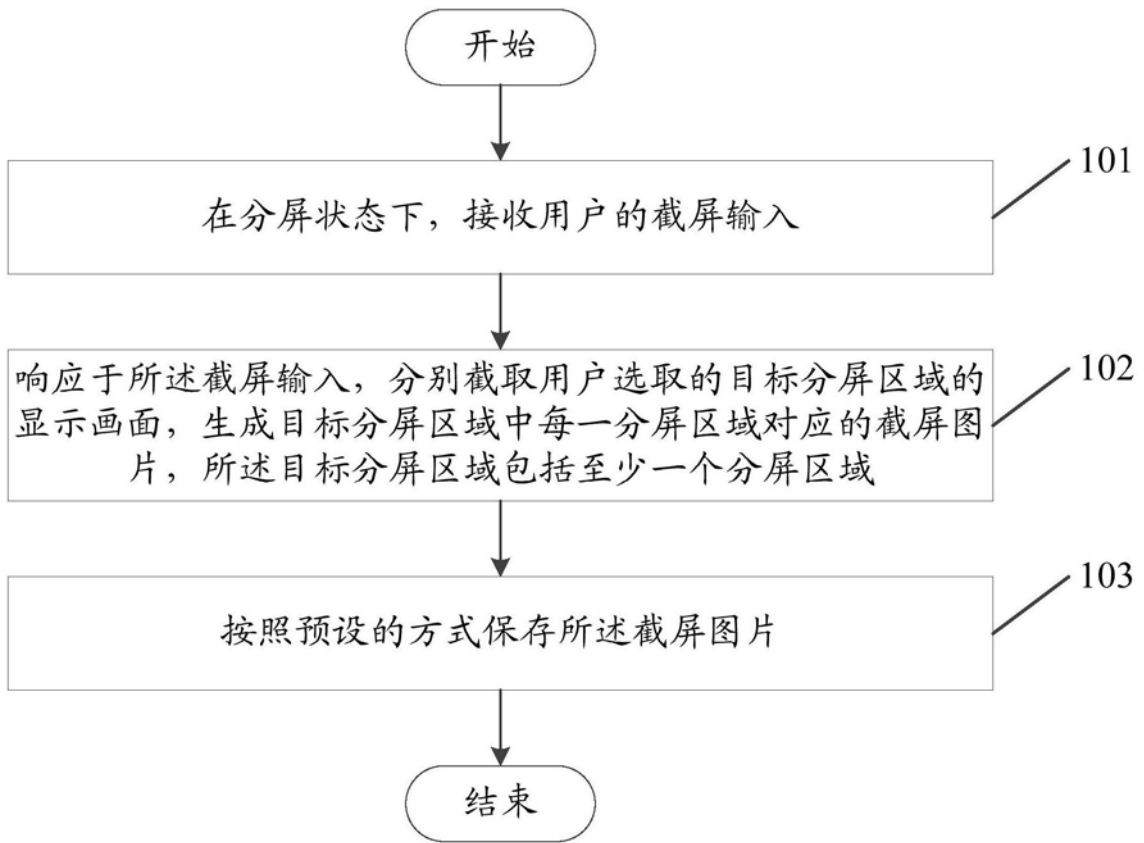 开始
101
在分屏状态下，接收用户的截屏输入
102
响应于所述截屏输入，分别截取用户选取的目标分屏区域的
显示画面，生成目标分屏区域中每一分屏区域对应的截屏图
片，所述目标分屏区域包括至少一个分屏区域
103
按照预设的方式保存所述截屏图片
结束